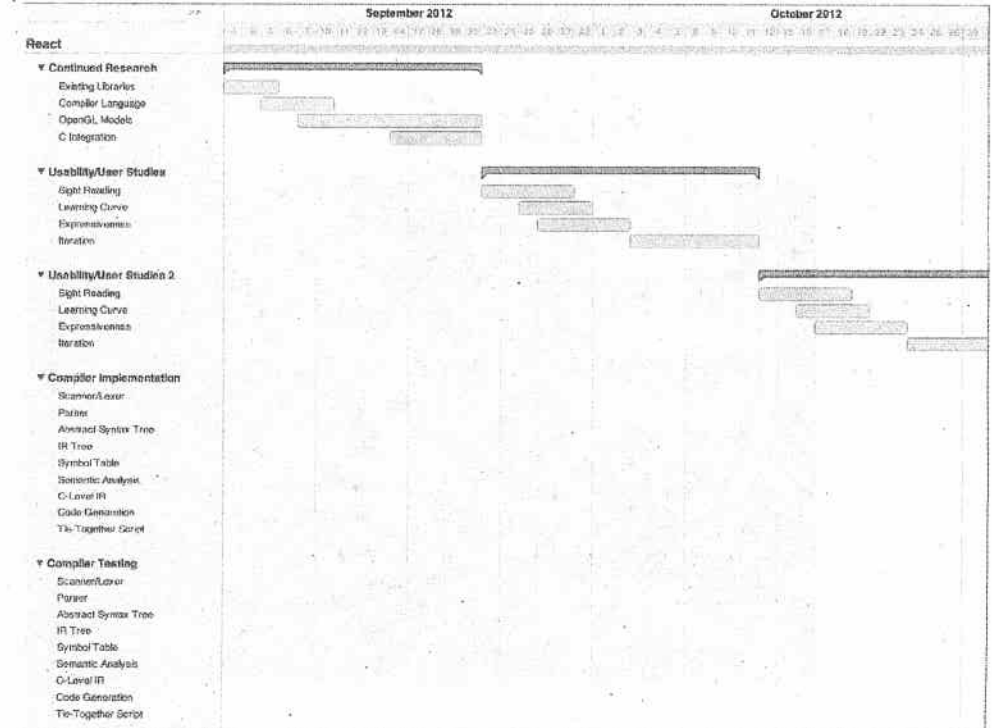 September 2012 October 2012
React
▼ Continued Research
Existing Libraries
Compiler Language
OpenGL Models
C Integration
▼ Usability/User Studies
Sight Reading
Learning Curve
Expressiveness
Iteration
▼ Usability/User Studies 2
Sight Reading
Learning Curve
Expressiveness
Iteration
▼ Compiler Implementation
Scanner/Lexer
Parser
Abstract Syntax Tree
IR Tree
Symbol Table
Semantic Analysis
C-Level IR
Code Generation
Tie-Together Script
▼ Compiler Testing
Scanner/Lexer
Parser
Abstract Syntax Tree
IR Tree
Symbol Table
Semantic Analysis
C-Level IR
Code Generation
Tie-Together Script